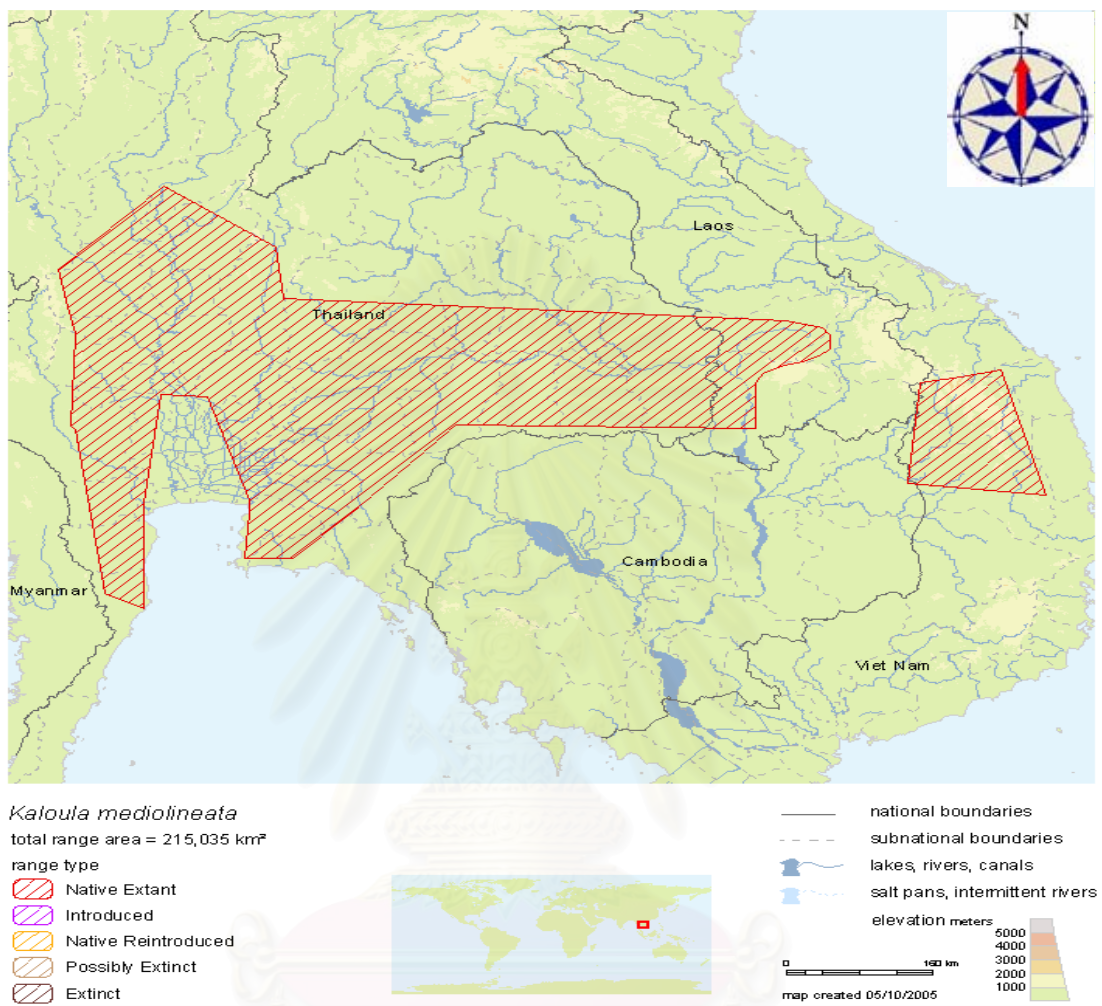 N
Laos
Thailand
Cambodia
Myanmar
Viet Nam
Kaloula mediolineata
total range area = 215,035 km²
range type
Native Extant
Introduced
Native Reintroduced
Possibly Extinct
Extinct
national boundaries
subnational boundaries
lakes, rivers, canals
salt pans, intermittent rivers
elevation meters
5000
4000
3000
2000
1000
0 160 km
map created 05/10/2005